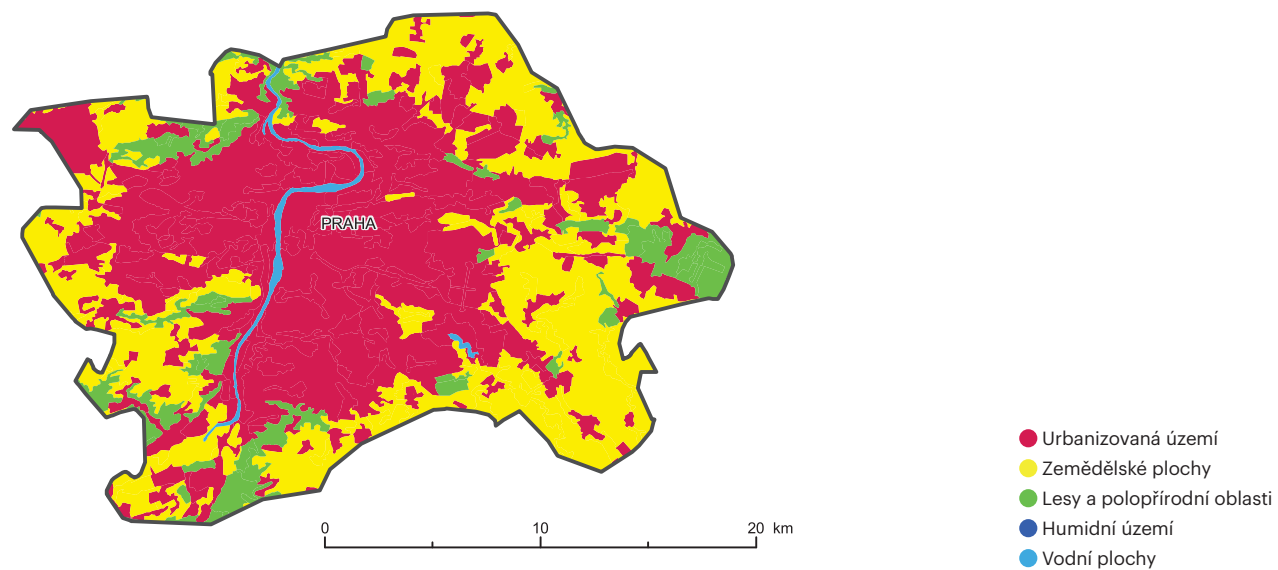 PRAHA
0 10 20 km
Urbanizovaná území
Zemědělské plochy
Lesy a polopřírodní oblasti
Humidní území
Vodní plochy